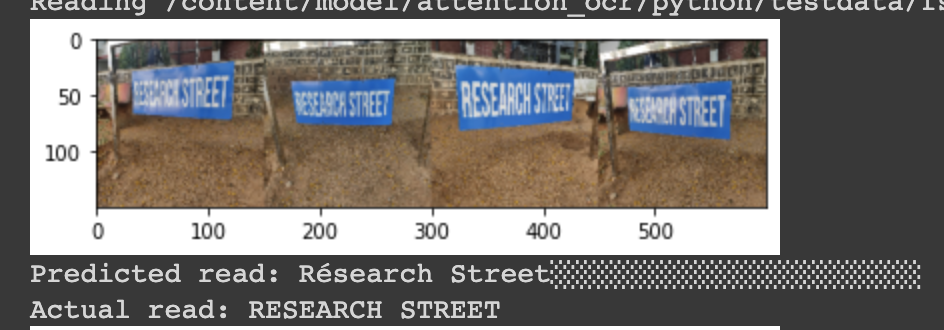 Reading /content/model/attention_ocr/python/testdata/
0
50
100
RESEARCH STREET RESEARCH STREET RESEARCH STREET RESEARCH STREET
0 100 200 300 400 500
Predicted read: Résearch Street░░░░░░░░░░░░░░░░░░░░░░
Actual read: RESEARCH STREET